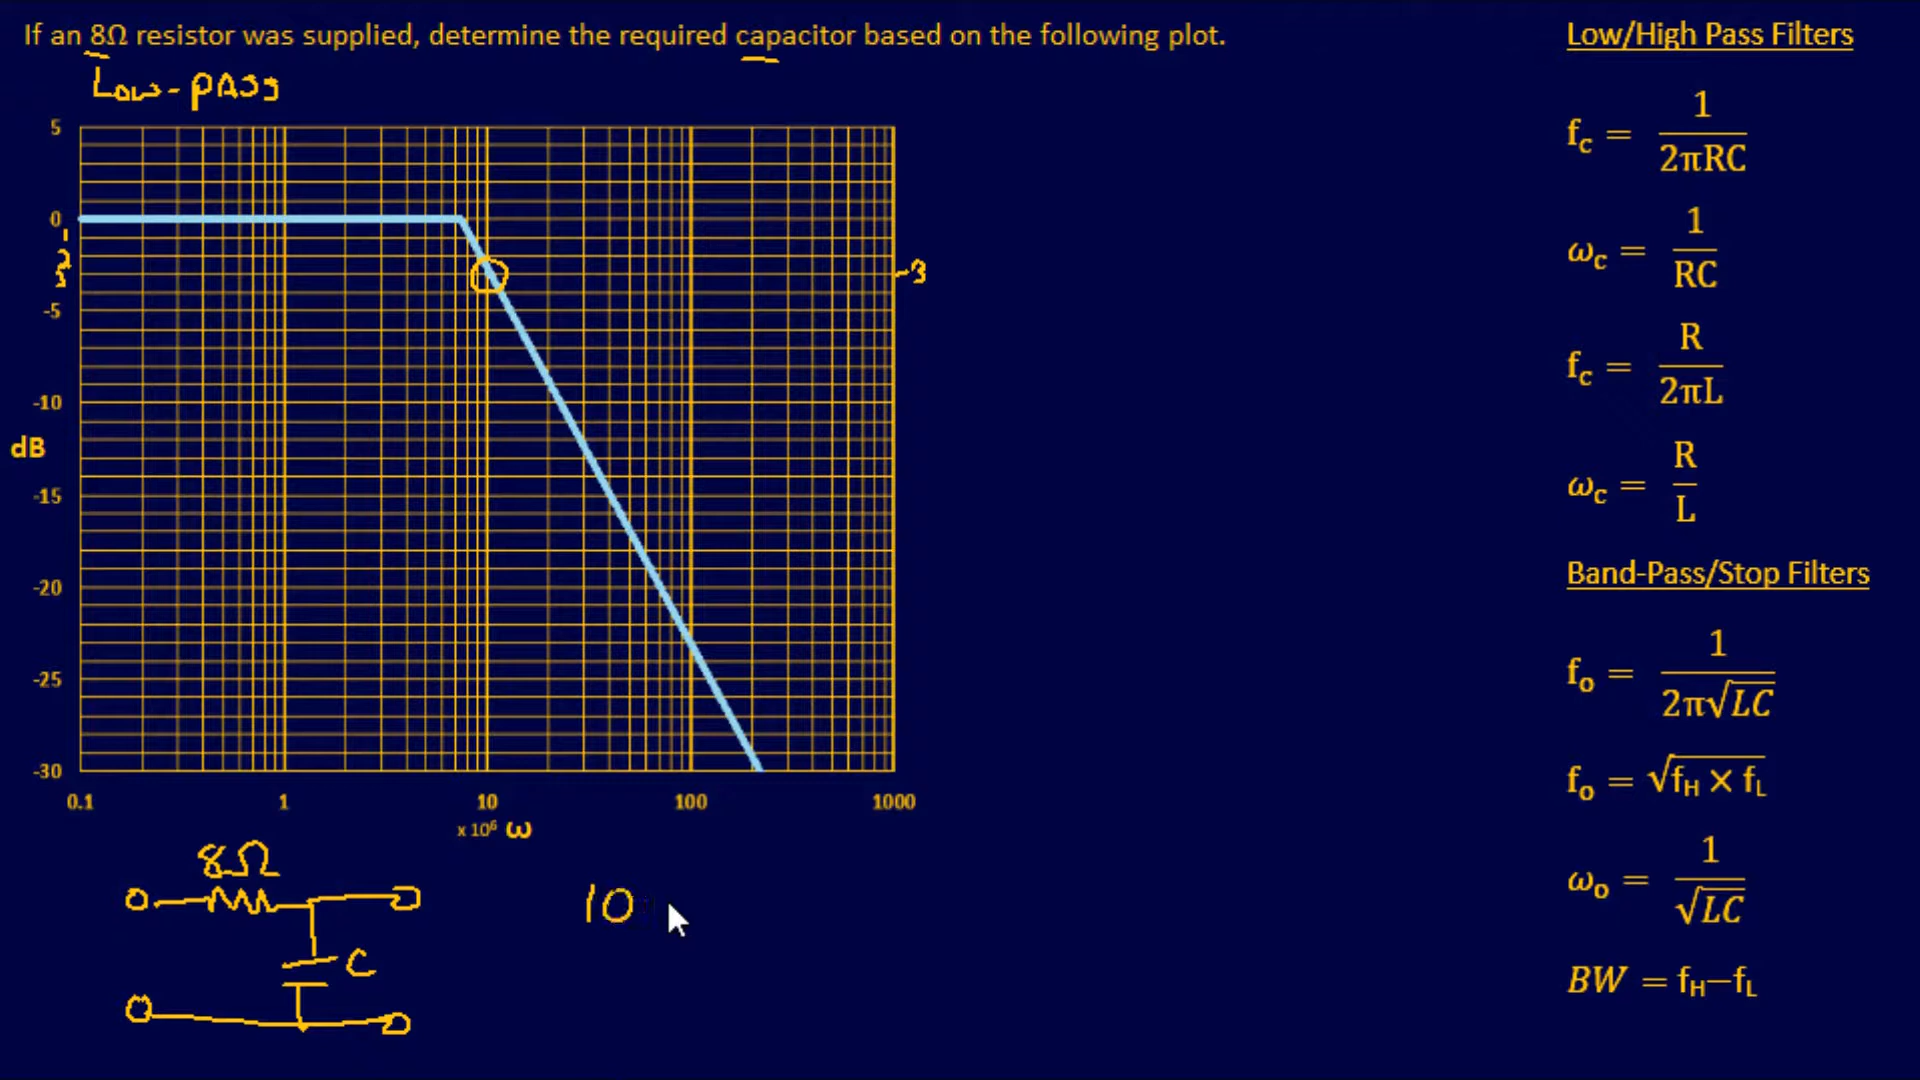 If an 8Ω resistor was supplied, determine the required capacitor based on the following plot.
Low-pASS
5
0
-1
2
3
-5
-10
dB
-15
-20
-25
-30
-3
0.1 1 10 100 1000
x 10⁶ ω
8Ω
C
10
Low/High Pass Filters
f_c = 1/2πRC
ω_c = 1/RC
f_c = R/2πL
ω_c = R/L
Band-Pass/Stop Filters
f_o = 1/2π√LC
f_o = √f_H × f_L
ω_o = 1/√LC
BW = f_H−f_L